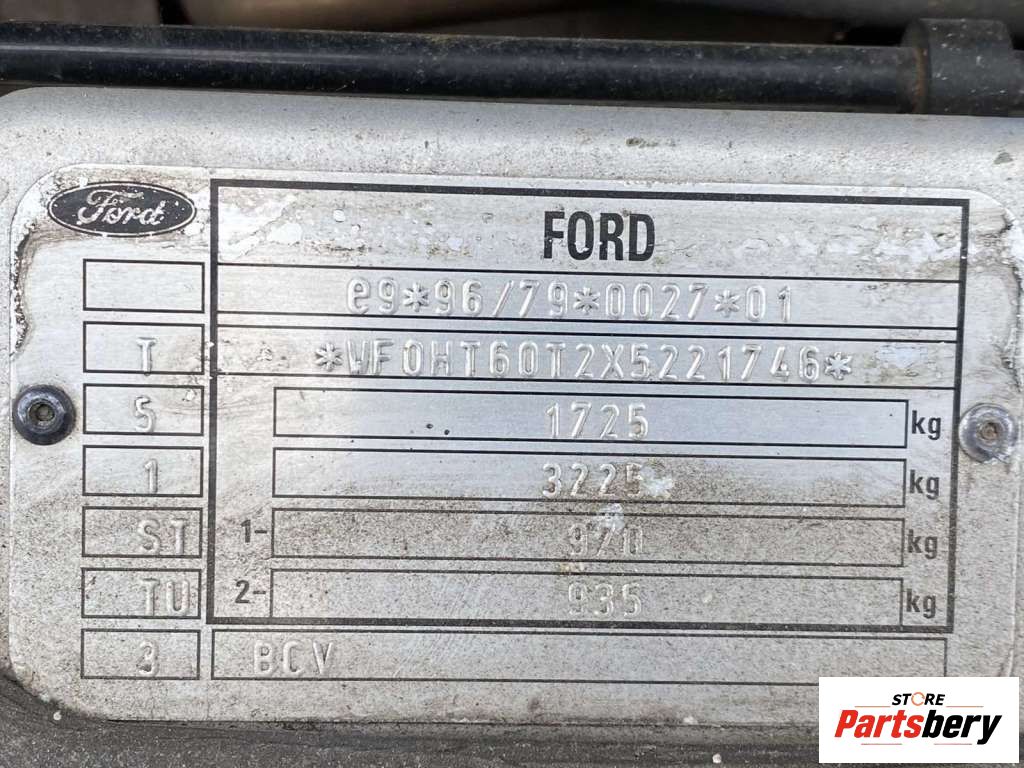 Ford
FORD
e9*96/79*0027*01
T *WF0HT60T2X5221746*
5 1725 kg
1 3225 kg
ST 1- 920 kg
TU 2- 935 kg
3 BCV
STORE
Partsbery